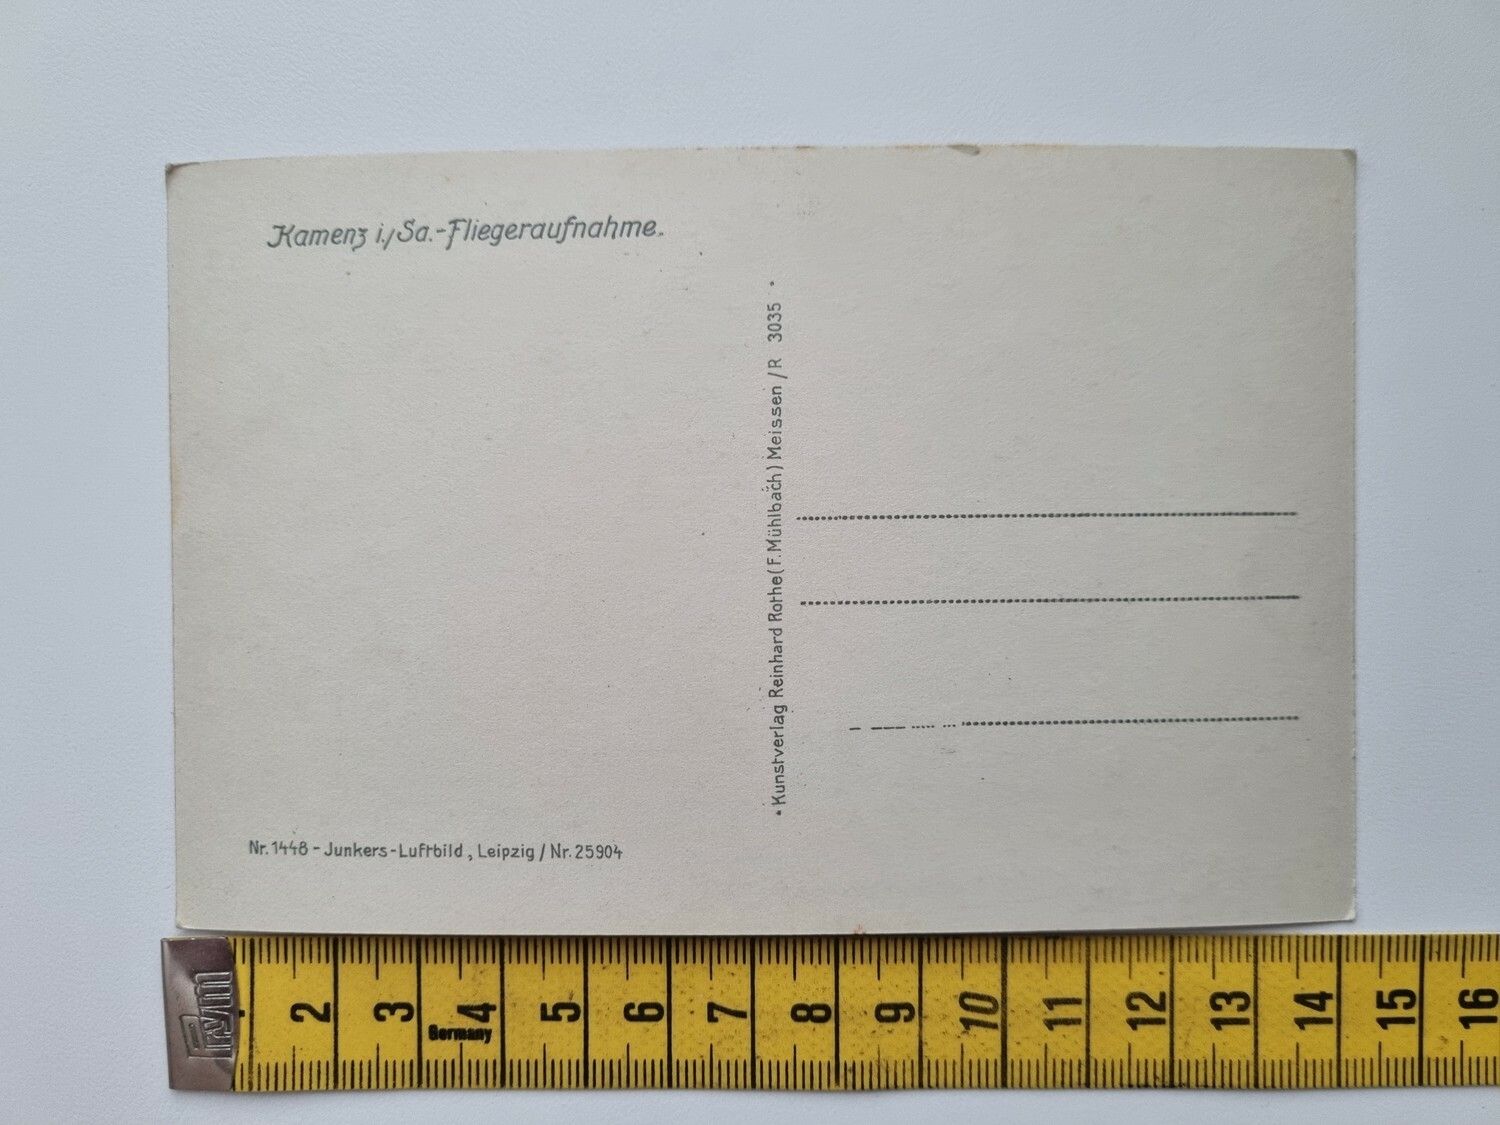 Kamenz i./Sa.-Fliegeraufnahme.
• Kunstverlag Reinhard Rothe (F. Mühlbach) Meissen / R 3035 •
Nr. 1448 - Junkers-Luftbild, Leipzig / Nr. 25904
Prym
2 3 4 5 6 7 8 9 10 11 12 13 14 15 16
Germany